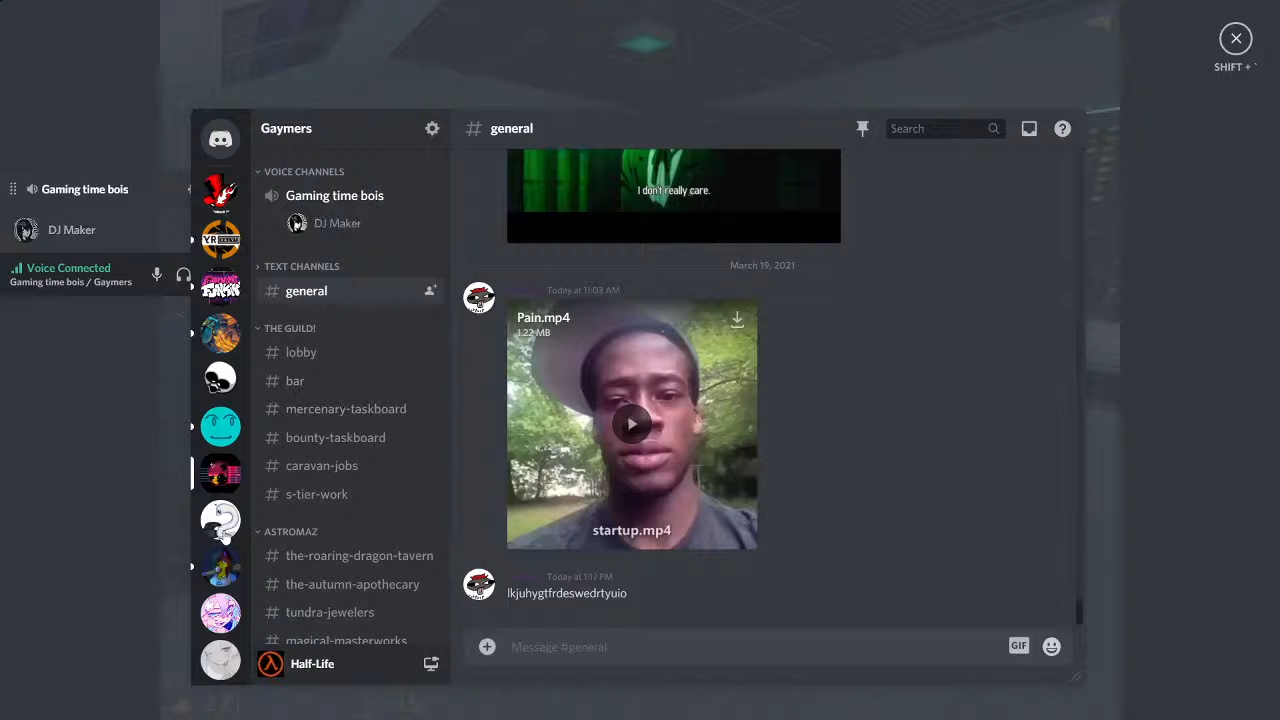 SHIFT + `
Gaming time bois
DJ Maker
Voice Connected
Gaming time bois / Gaymers
YR
Gaymers
VOICE CHANNELS
Gaming time bois
DJ Maker
TEXT CHANNELS
# general
THE GUILD!
# lobby
# bar
# mercenary-taskboard
# bounty-taskboard
# caravan-jobs
# s-tier-work
ASTROMAZ
# the-roaring-dragon-tavern
# the-autumn-apothecary
# tundra-jewelers
# magical-masterworks
Half-Life
# general
Search
I don't really care.
March 19, 2021
Today at 11:03 AM
Pain.mp4
1.22 MB
startup.mp4
Today at 1:17 PM
lkjuhygtfrdeswedrtyuio
Message #general
GIF